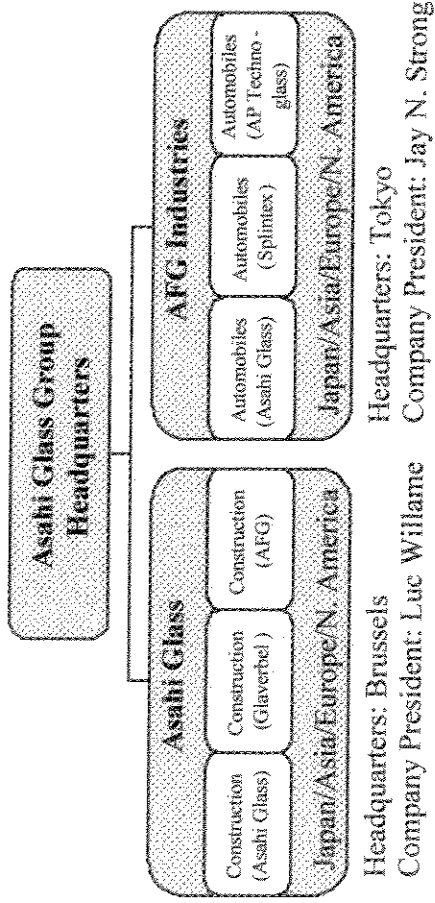 Asahi Glass Group
Headquarters
Asahi Glass
Construction
(Asahi Glass)
Construction
(Glaverbel)
Construction
(AFG)
Japan/Asia/Europe/N. America
Headquarters: Brussels
Company President: Luc Willame
AFG Industries
Automobiles
(Asahi Glass)
Automobiles
(Splintex)
Automobiles
(AP Techno -
glass)
Japan/Asia/Europe/N. America
Headquarters: Tokyo
Company President: Jay N. Strong